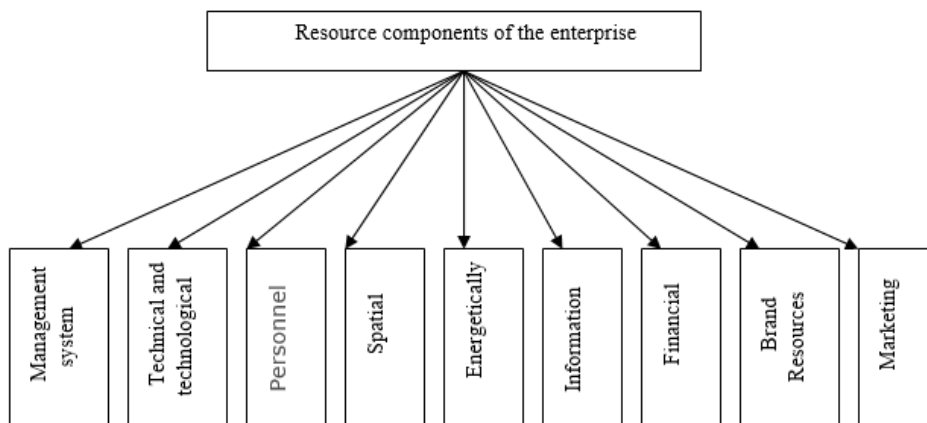 Resource components of the enterprise
Management
system
Technical and
technological
Personnel
Spatial
Energetically
Information
Financial
Brand
Resources
Marketing